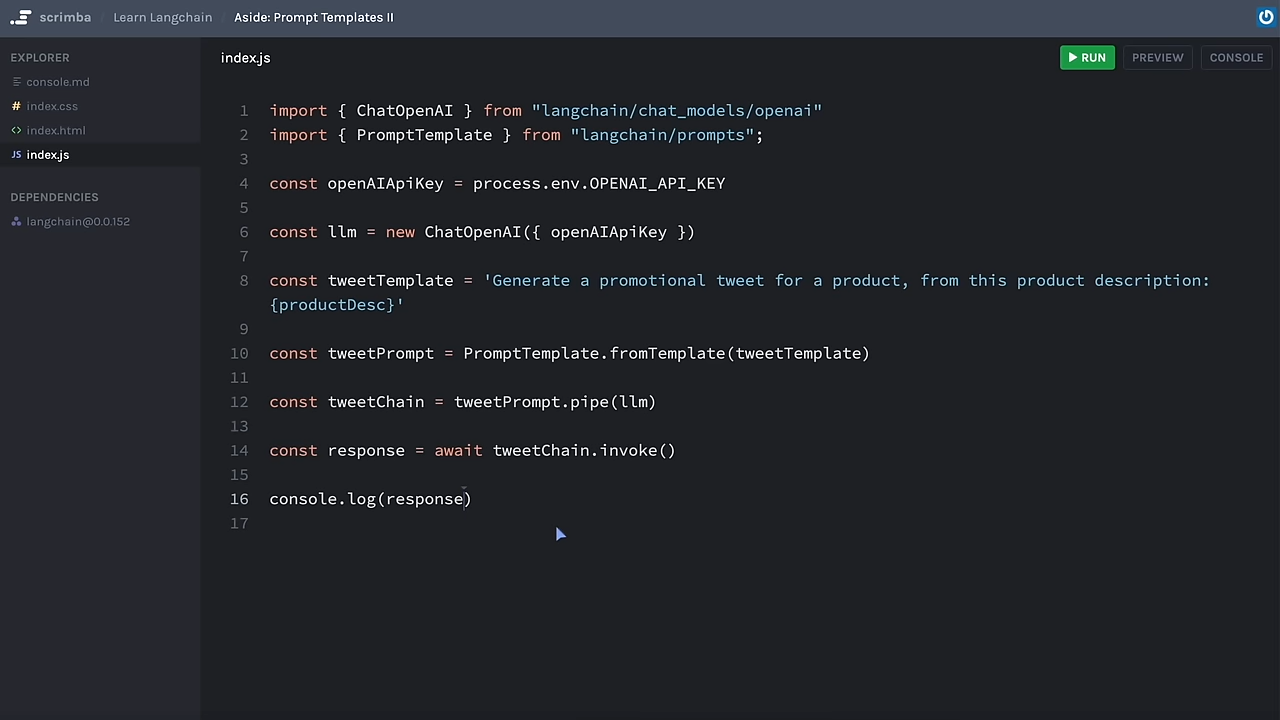 scrimba / Learn Langchain / Aside: Prompt Templates II
EXPLORER
console.md
# index.css
<> index.html
JS index.js
DEPENDENCIES
langchain@0.0.152
index.js
RUN
PREVIEW
CONSOLE
1 import { ChatOpenAI } from "langchain/chat_models/openai"
2 import { PromptTemplate } from "langchain/prompts";
3
4 const openAIApiKey = process.env.OPENAI_API_KEY
5
6 const llm = new ChatOpenAI({ openAIApiKey })
7
8 const tweetTemplate = 'Generate a promotional tweet for a product, from this product description:
{productDesc}'
9
10 const tweetPrompt = PromptTemplate.fromTemplate(tweetTemplate)
11
12 const tweetChain = tweetPrompt.pipe(llm)
13
14 const response = await tweetChain.invoke()
15
16 console.log(response)
17